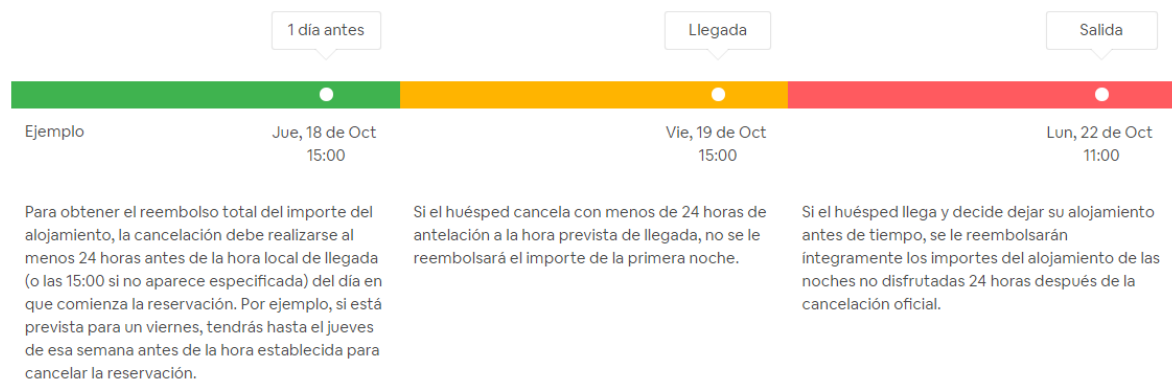 1 día antes
Llegada
Salida
Ejemplo
Jue, 18 de Oct
15:00
Vie, 19 de Oct
15:00
Lun, 22 de Oct
11:00
Para obtener el reembolso total del importe del
alojamiento, la cancelación debe realizarse al
menos 24 horas antes de la hora local de llegada
(o las 15:00 si no aparece especificada) del día en
que comienza la reservación. Por ejemplo, si está
prevista para un viernes, tendrás hasta el jueves
de esa semana antes de la hora establecida para
cancelar la reservación.
Si el huésped cancela con menos de 24 horas de
antelación a la hora prevista de llegada, no se le
reembolsará el importe de la primera noche.
Si el huésped llega y decide dejar su alojamiento
antes de tiempo, se le reembolsarán
íntegramente los importes del alojamiento de las
noches no disfrutadas 24 horas después de la
cancelación oficial.